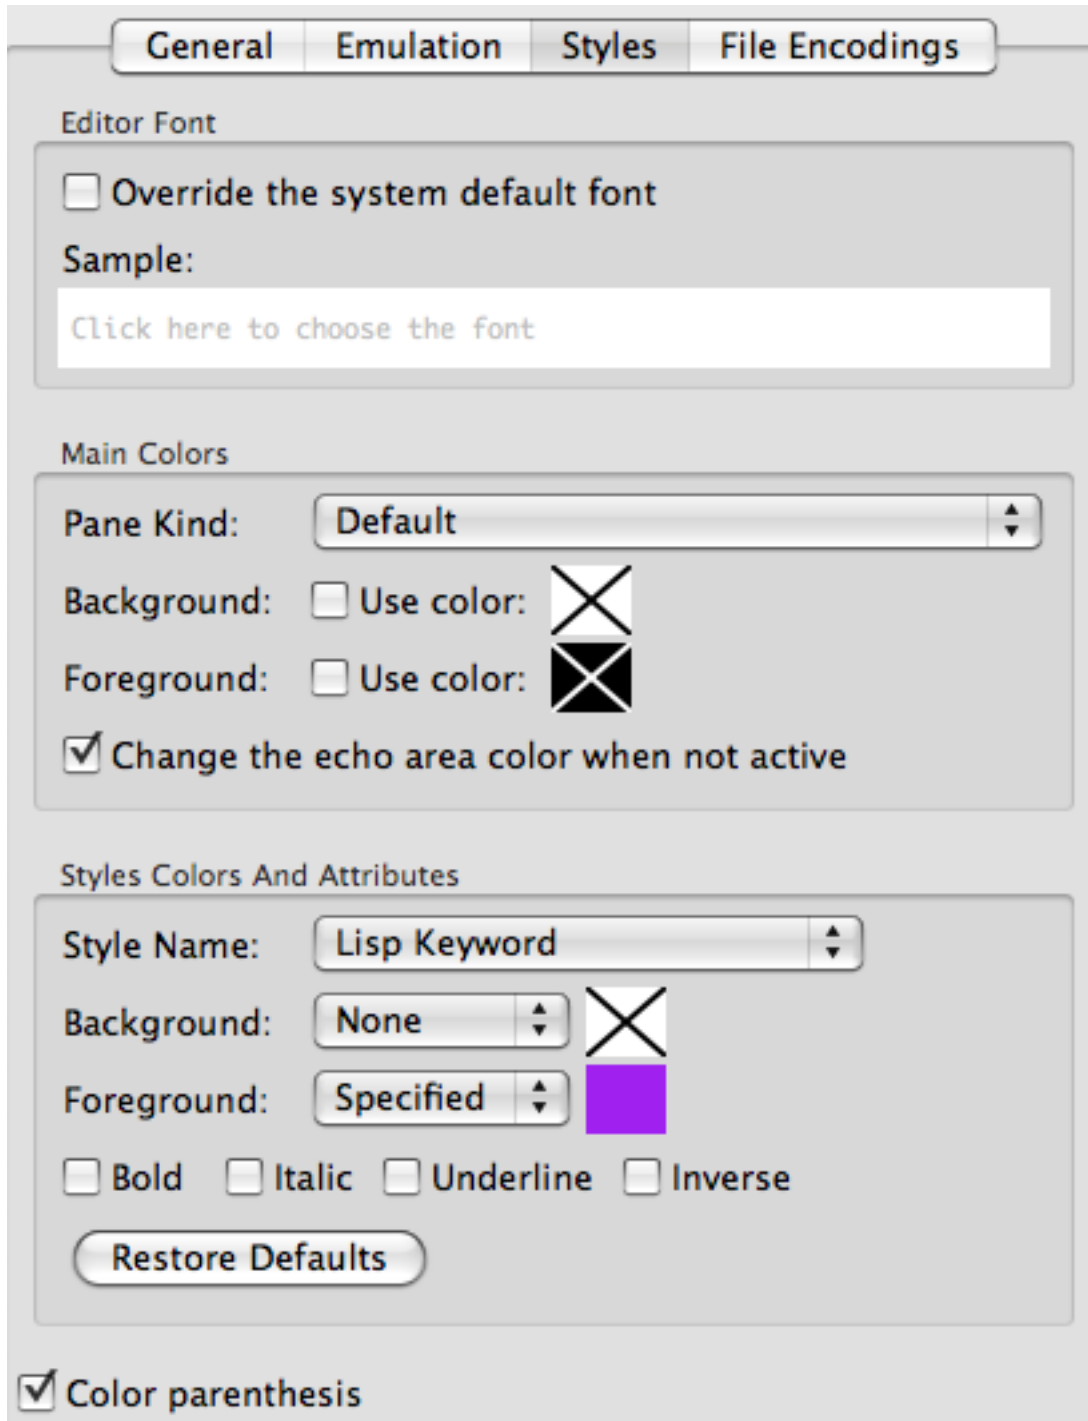 General Emulation Styles File Encodings
Editor Font
Override the system default font
Sample:
Click here to choose the font
Main Colors
Pane Kind: Default
Background: Use color:
Foreground: Use color:
Change the echo area color when not active
Styles Colors And Attributes
Style Name: Lisp Keyword
Background: None
Foreground: Specified
Bold Italic Underline Inverse
Restore Defaults
Color parenthesis